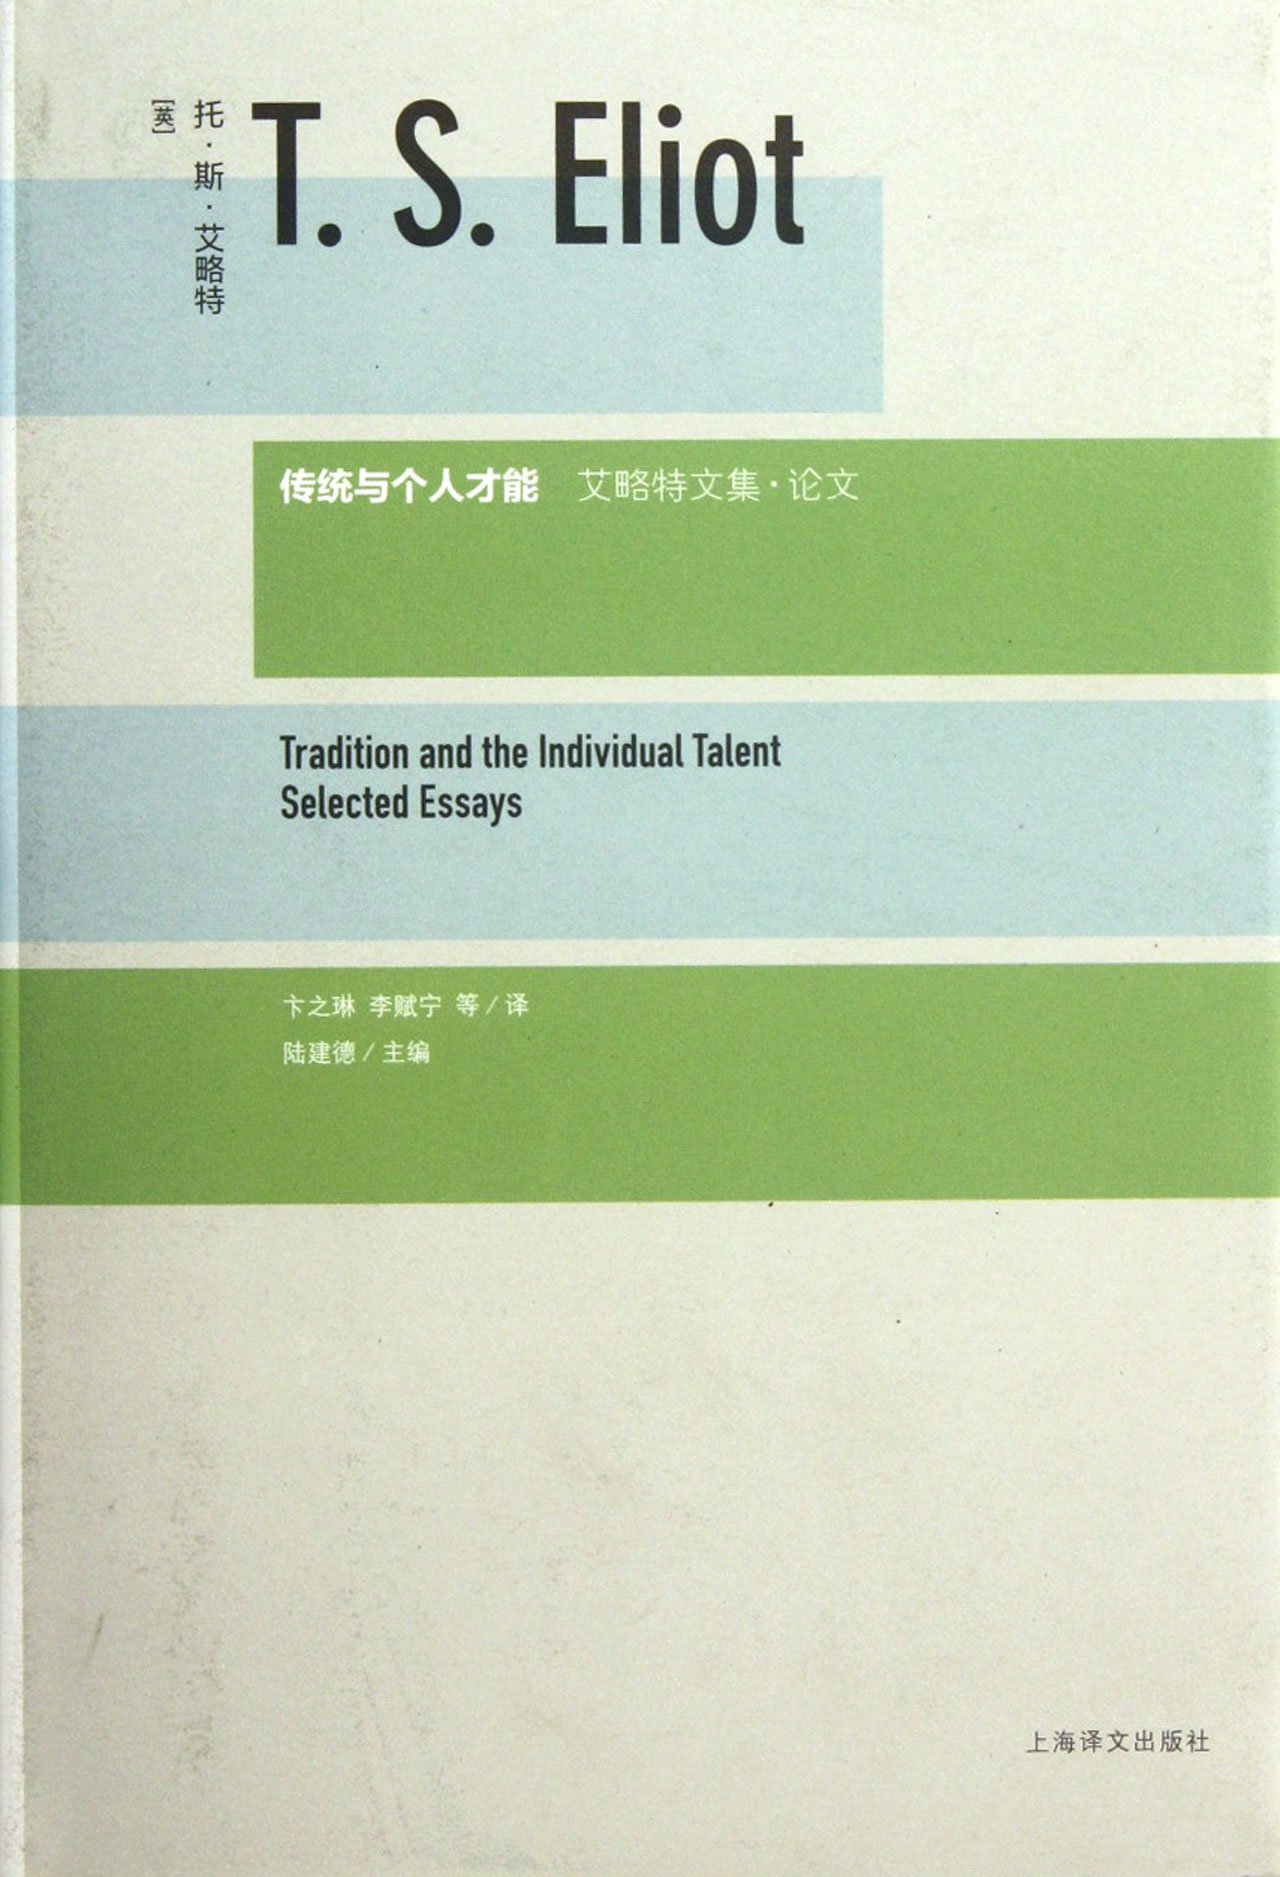 [英]
托·斯·艾略特
T. S. Eliot
传统与个人才能 艾略特文集·论文
Tradition and the Individual Talent
Selected Essays
卞之琳 李赋宁 等/译
陆建德/主编
上海译文出版社